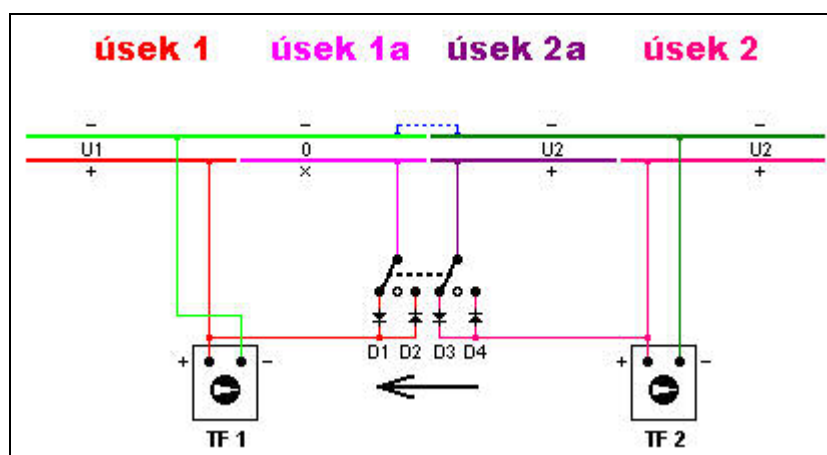 úsek 1 úsek 1a úsek 2a úsek 2
− − − −
U1 0 U2 U2
+ × + +
D1 D2 D3 D4
+ − + −
TF 1 TF 2